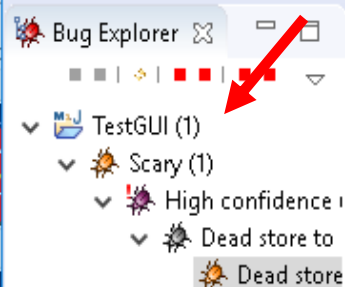 Bug Explorer
TestGUI (1)
Scary (1)
High confidence
Dead store to
Dead store